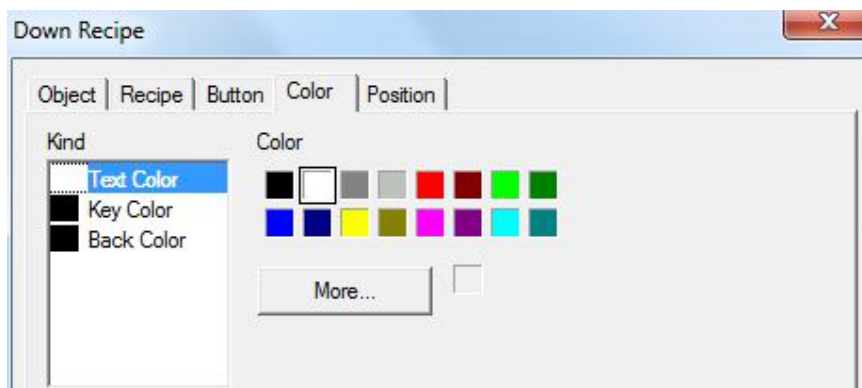 Down Recipe
Object Recipe Button Color Position
Kind Color
Text Color
Key Color
Back Color
More...